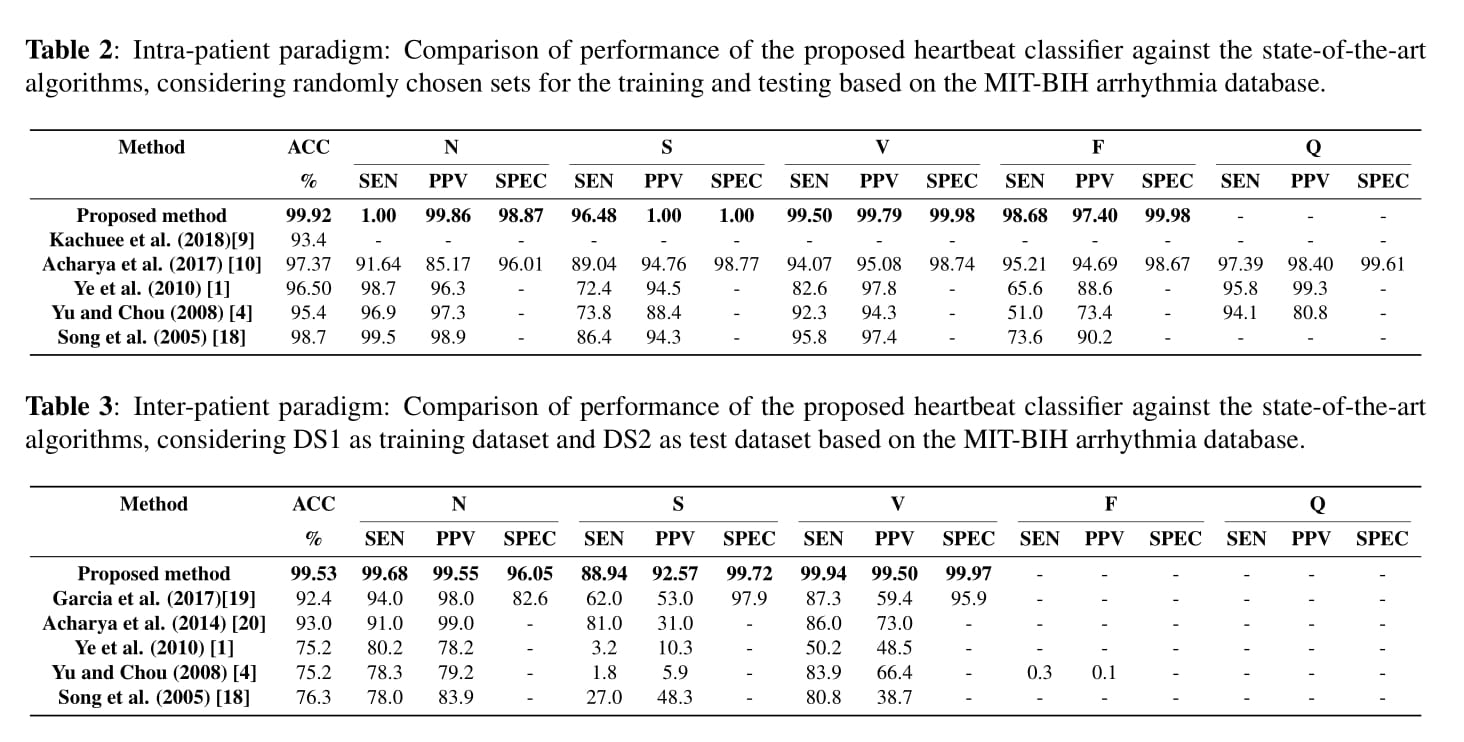 Table 2: Intra-patient paradigm: Comparison of performance of the proposed heartbeat classifier against the state-of-the-art
algorithms, considering randomly chosen sets for the training and testing based on the MIT-BIH arrhythmia database.
Method ACC N S V F Q
% SEN PPV SPEC SEN PPV SPEC SEN PPV SPEC SEN PPV SPEC SEN PPV SPEC
Proposed method 99.92 1.00 99.86 98.87 96.48 1.00 1.00 99.50 99.79 99.98 98.68 97.40 99.98 - - -
Kachuee et al. (2018)[9] 93.4 - - - - - - - - - - - - - - -
Acharya et al. (2017) [10] 97.37 91.64 85.17 96.01 89.04 94.76 98.77 94.07 95.08 98.74 95.21 94.69 98.67 97.39 98.40 99.61
Ye et al. (2010) [1] 96.50 98.7 96.3 - 72.4 94.5 - 82.6 97.8 - 65.6 88.6 - 95.8 99.3 -
Yu and Chou (2008) [4] 95.4 96.9 97.3 - 73.8 88.4 - 92.3 94.3 - 51.0 73.4 - 94.1 80.8 -
Song et al. (2005) [18] 98.7 99.5 98.9 - 86.4 94.3 - 95.8 97.4 - 73.6 90.2 - - - -
Table 3: Inter-patient paradigm: Comparison of performance of the proposed heartbeat classifier against the state-of-the-art
algorithms, considering DS1 as training dataset and DS2 as test dataset based on the MIT-BIH arrhythmia database.
Method ACC N S V F Q
% SEN PPV SPEC SEN PPV SPEC SEN PPV SPEC SEN PPV SPEC SEN PPV SPEC
Proposed method 99.53 99.68 99.55 96.05 88.94 92.57 99.72 99.94 99.50 99.97 - - - - - -
Garcia et al. (2017)[19] 92.4 94.0 98.0 82.6 62.0 53.0 97.9 87.3 59.4 95.9 - - - - - -
Acharya et al. (2014) [20] 93.0 91.0 99.0 - 81.0 31.0 - 86.0 73.0 - - - - - - -
Ye et al. (2010) [1] 75.2 80.2 78.2 - 3.2 10.3 - 50.2 48.5 - - - - - - -
Yu and Chou (2008) [4] 75.2 78.3 79.2 - 1.8 5.9 - 83.9 66.4 - 0.3 0.1 - - - -
Song et al. (2005) [18] 76.3 78.0 83.9 - 27.0 48.3 - 80.8 38.7 - - - - - - -